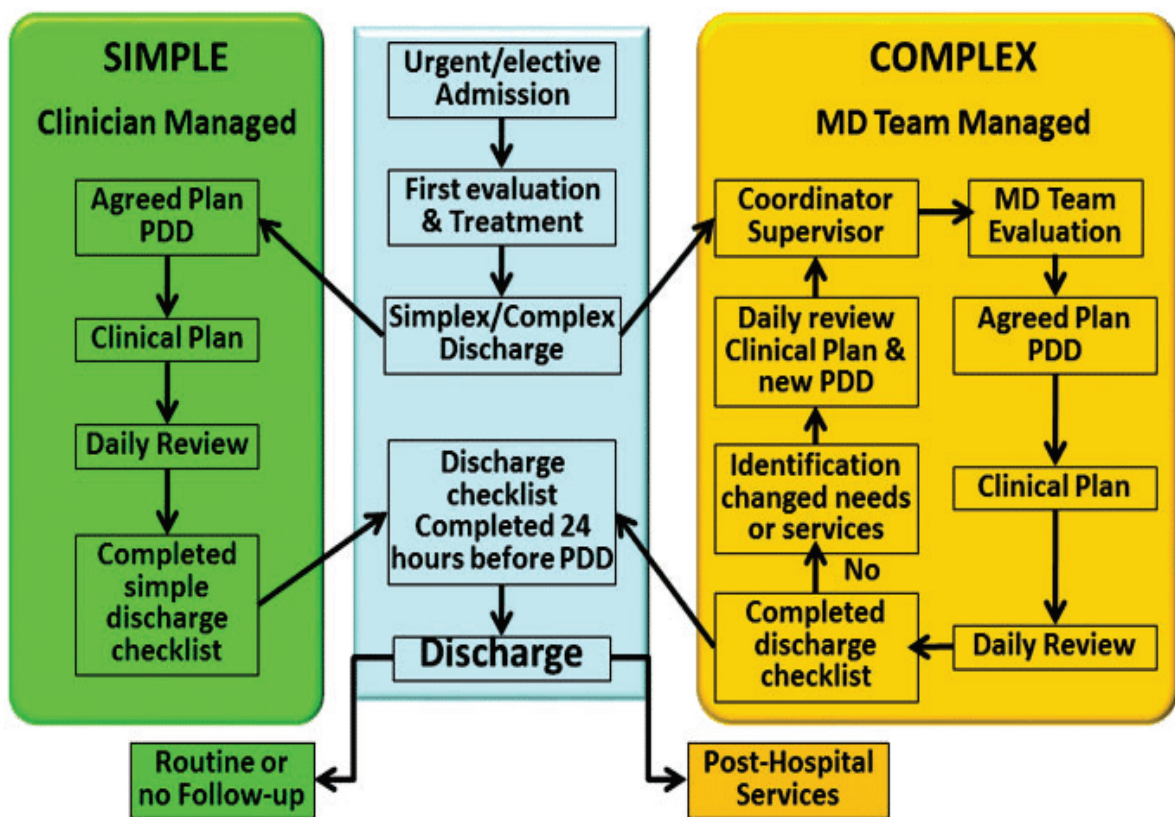 SIMPLE
Clinician Managed
Agreed Plan
PDD
Clinical Plan
Daily Review
Completed
simple
discharge
checklist
Urgent/elective
Admission
First evaluation
& Treatment
Simplex/Complex
Discharge
Discharge
checklist
Completed 24
hours before PDD
Discharge
COMPLEX
MD Team Managed
Coordinator
Supervisor
MD Team
Evaluation
Daily review
Clinical Plan &
new PDD
Agreed Plan
PDD
Identification
changed needs
or services
Clinical Plan
No
Completed
discharge
checklist
Daily Review
Routine or
no Follow-up
Post-Hospital
Services